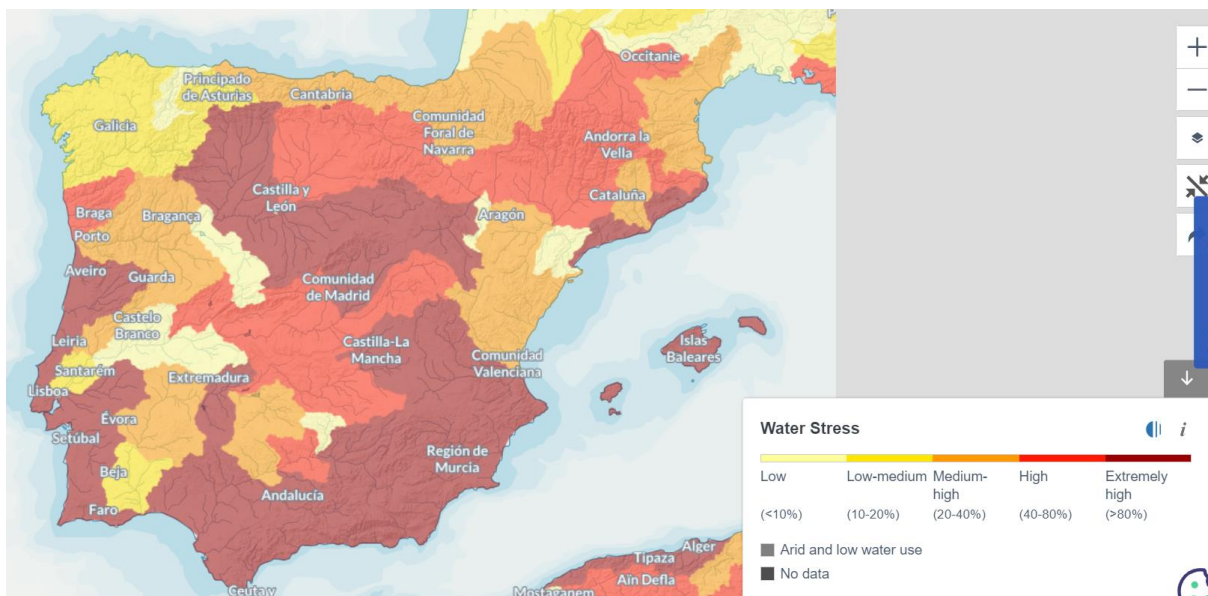 Occitanie
Principado
de Asturias
Cantabria
Galicia
Comunidad
Foral de
Navarra
Andorra la
Vella
Castilla y
León
Cataluña
Braga
Bragança
Aragón
Porto
Aveiro
Guarda
Comunidad
de Madrid
Castelo
Branco
Leiria
Castilla-La
Mancha
Islas
Baleares
Santarém
Comunidad
Valenciana
Extremadura
Lisboa
Évora
Setúbal
Región de
Murcia
Beja
Andalucía
Faro
Alger
Tipaza
Aïn Defla
Ceuta y
Mostaganem
Water Stress
i
Low Low-medium Medium-high High Extremely high
(<10%) (10-20%) (20-40%) (40-80%) (>80%)
Arid and low water use
No data